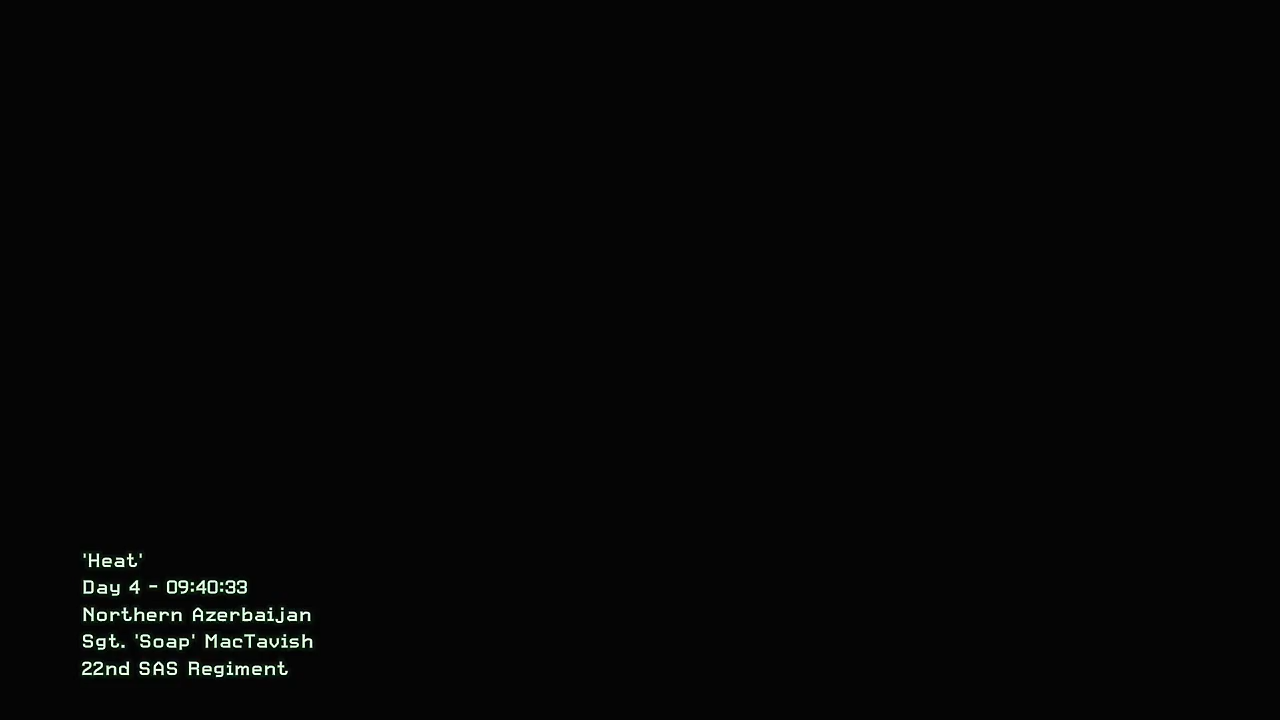 'Heat'
Day 4 - 09:40:33
Northern Azerbaijan
Sgt. 'Soap' MacTavish
22nd SAS Regiment